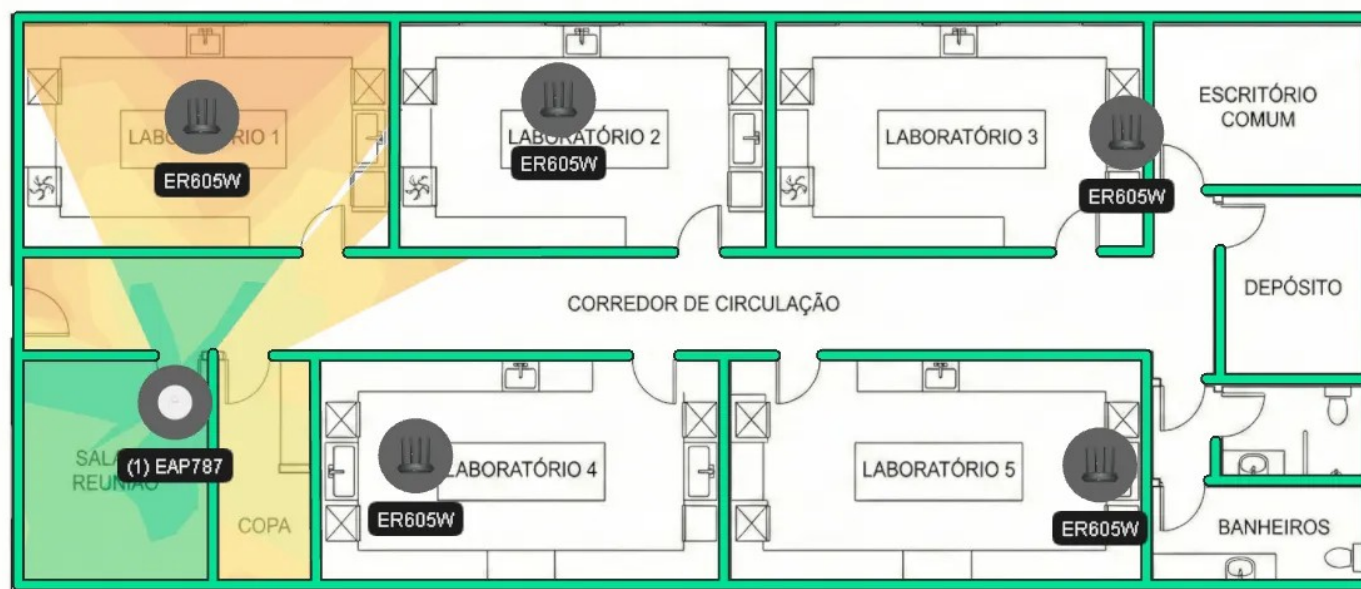 LABORATÓRIO 1
ER605W
LABORATÓRIO 2
ER605W
LABORATÓRIO 3
ER605W
ESCRITÓRIO
COMUM
DEPÓSITO
CORREDOR DE CIRCULAÇÃO
SALA
REUNIÃO
(1) EAP787
COPA
LABORATÓRIO 4
ER605W
LABORATÓRIO 5
ER605W
BANHEIROS